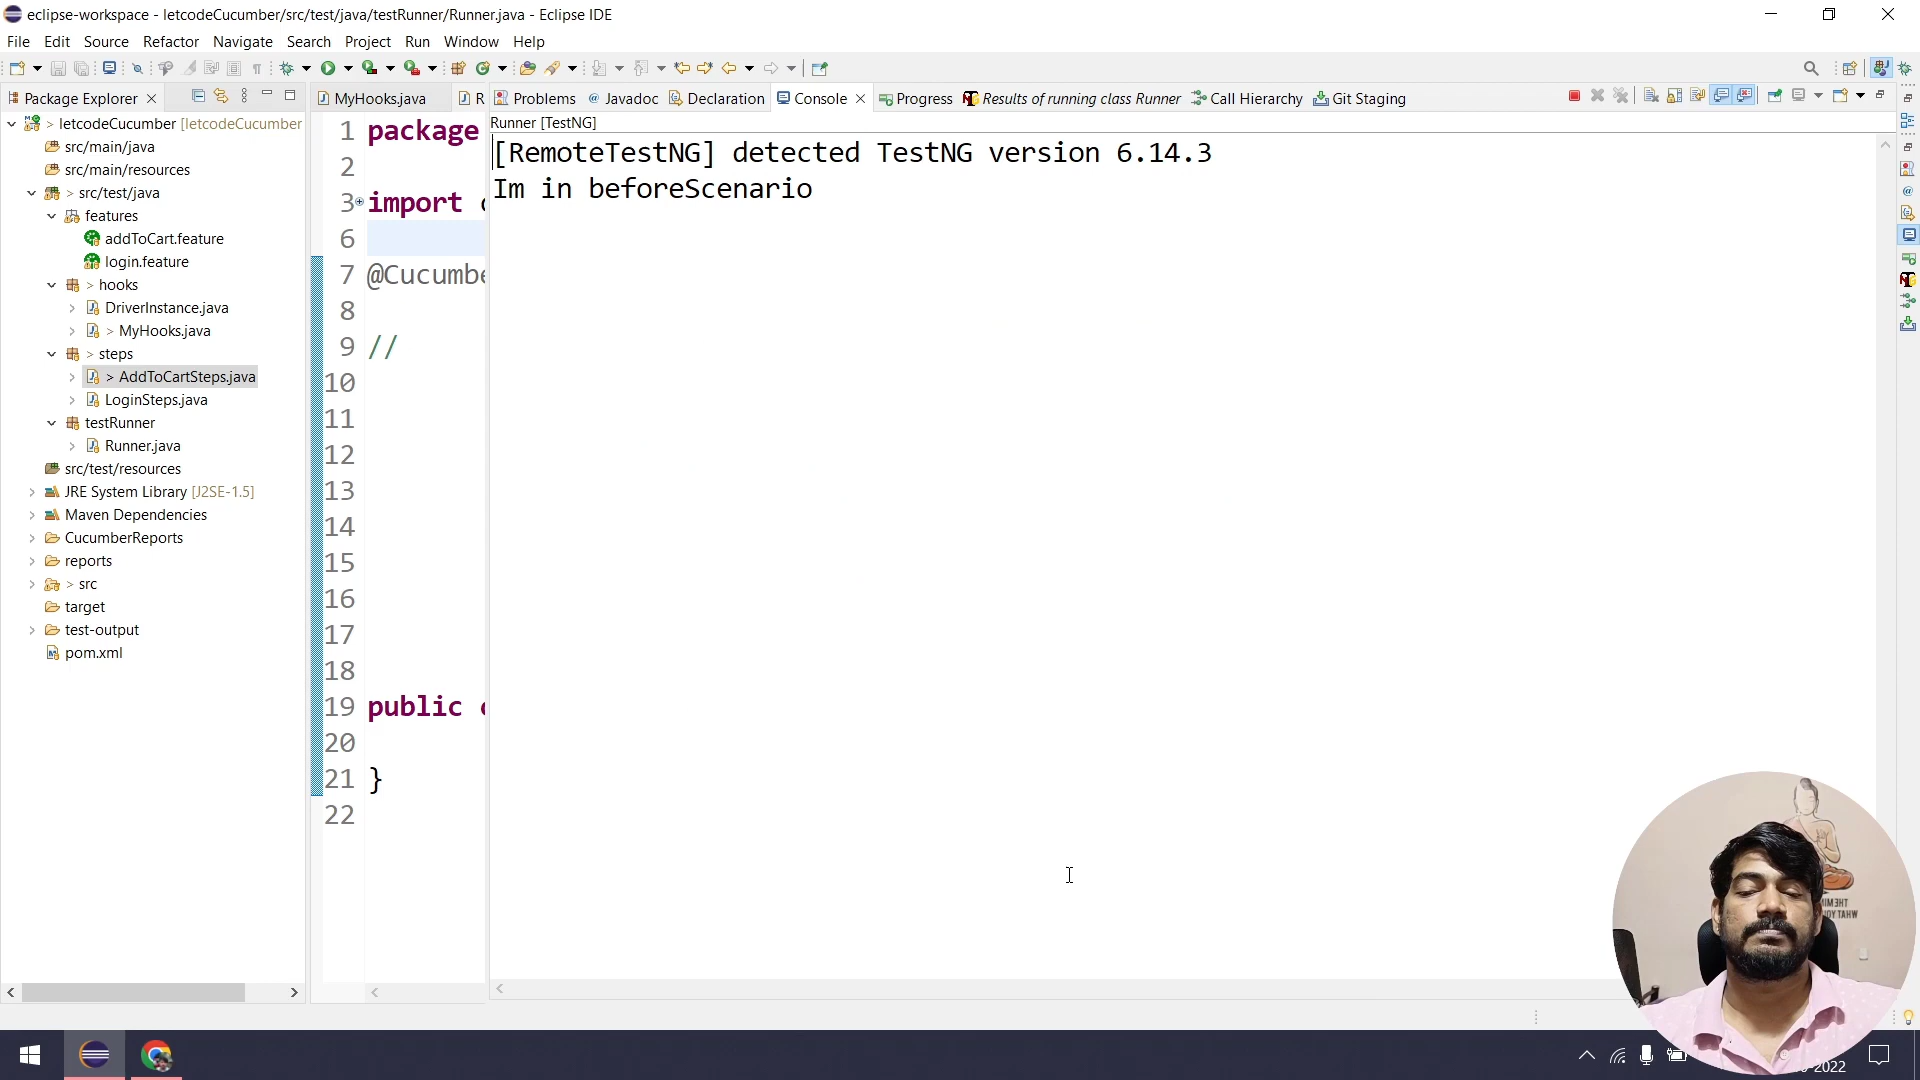 eclipse-workspace - letcodeCucumber/src/test/java/testRunner/Runner.java - Eclipse IDE
File Edit Source Refactor Navigate Search Project Run Window Help
Package Explorer
MyHooks.java
R
Problems
Javadoc
Declaration
Console
Progress
Results of running class Runner
Call Hierarchy
Git Staging
> letcodeCucumber [letcodeCucumber
src/main/java
src/main/resources
> src/test/java
features
addToCart.feature
login.feature
> hooks
DriverInstance.java
> MyHooks.java
> steps
> AddToCartSteps.java
LoginSteps.java
testRunner
Runner.java
src/test/resources
JRE System Library [J2SE-1.5]
Maven Dependencies
CucumberReports
reports
> src
target
test-output
pom.xml
1 package
2
3 import
6
7 @Cucumbe
8
9 //
10
11
12
13
14
15
16
17
18
19 public
20
21 }
22
Runner [TestNG]
[RemoteTestNG] detected TestNG version 6.14.3
Im in beforeScenario
WHAT YO
-2022